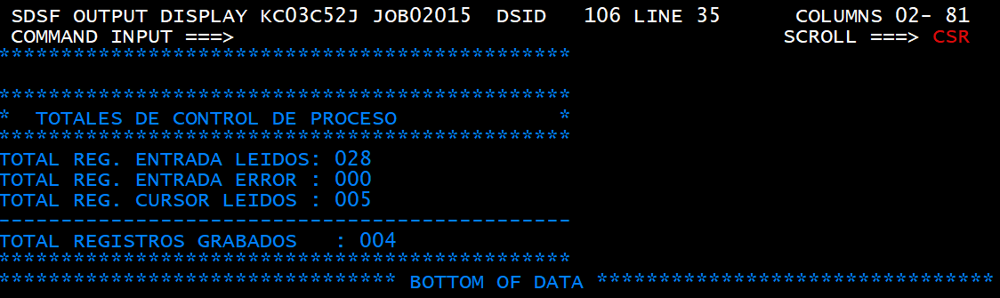 SDSF OUTPUT DISPLAY KC03C52J JOB02015  DSID   106 LINE 35      COLUMNS 02- 81
COMMAND INPUT ===>                                            SCROLL ===> CSR
**********************************************
**********************************************
*  TOTALES DE CONTROL DE PROCESO             *
**********************************************
TOTAL REG. ENTRADA LEIDOS: 028
TOTAL REG. ENTRADA ERROR : 000
TOTAL REG. CURSOR LEIDOS : 005
----------------------------------------------
TOTAL REGISTROS GRABADOS   : 004
**********************************************
******************************** BOTTOM OF DATA ********************************